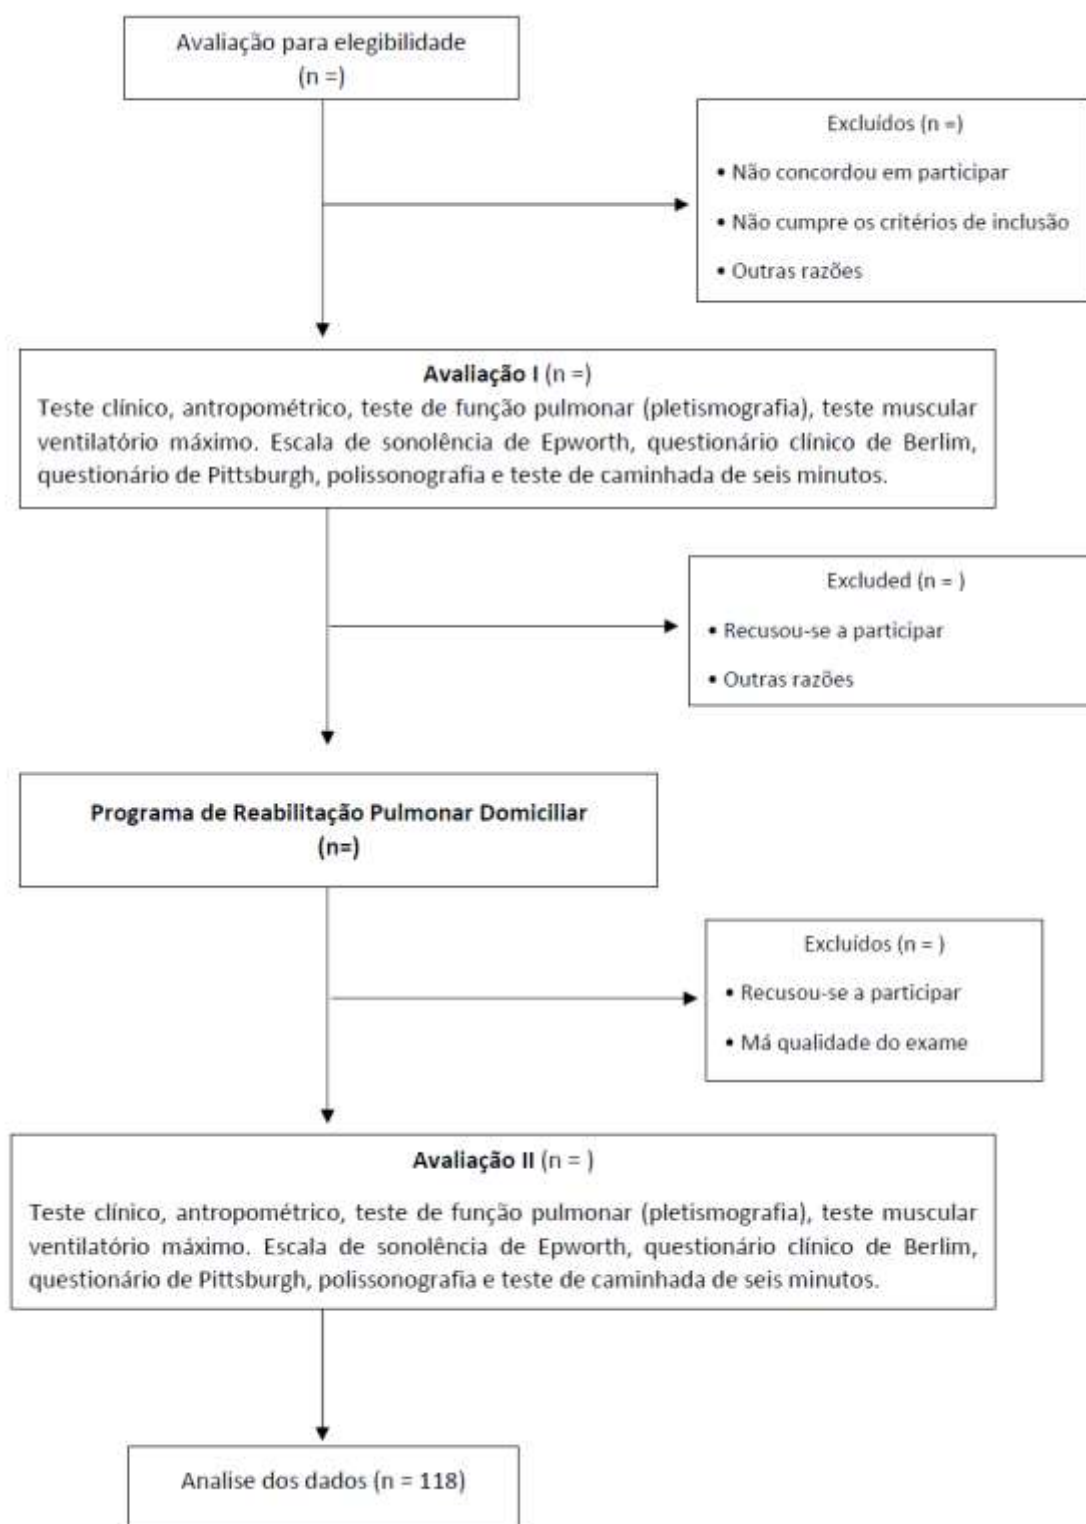 Avaliação para elegibilidade
(n =)
Excluídos (n =)
• Não concordou em participar
• Não cumpre os critérios de inclusão
• Outras razões
Avaliação I (n =)
Teste clínico, antropométrico, teste de função pulmonar (pletismografia), teste muscular
ventilatório máximo. Escala de sonolência de Epworth, questionário clínico de Berlim,
questionário de Pittsburgh, polissonografia e teste de caminhada de seis minutos.
Excluded (n = )
• Recusou-se a participar
• Outras razões
Programa de Reabilitação Pulmonar Domiciliar
(n=)
Excluídos (n = )
• Recusou-se a participar
• Má qualidade do exame
Avaliação II (n = )
Teste clínico, antropométrico, teste de função pulmonar (pletismografia), teste muscular
ventilatório máximo. Escala de sonolência de Epworth, questionário clínico de Berlim,
questionário de Pittsburgh, polissonografia e teste de caminhada de seis minutos.
Analise dos dados (n = 118)